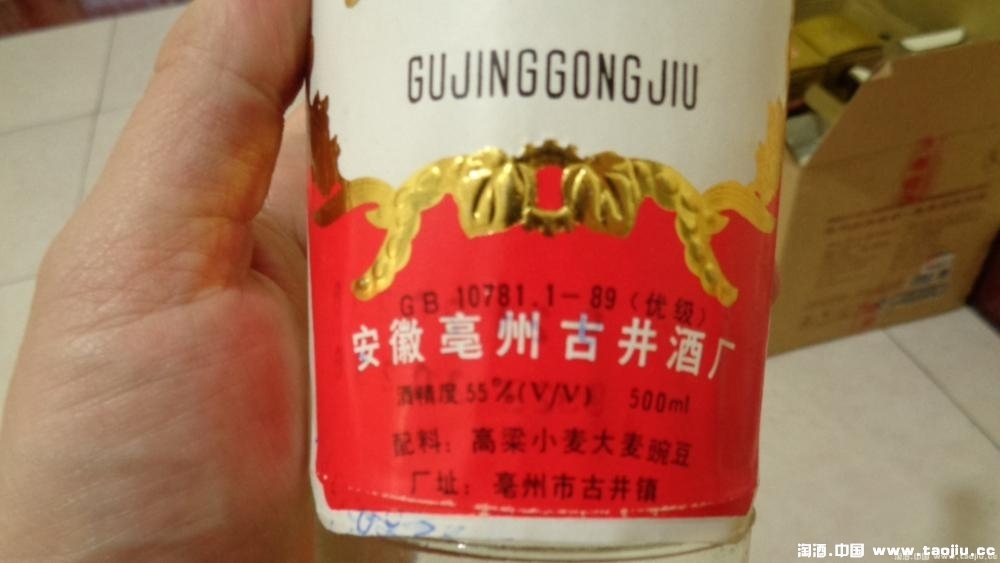 GUJINGGONGJIU
GB 10781.1-89（优级）
安徽亳州古井酒厂
酒精度 55%(V/V) 500ml
配料：高粱小麦大麦豌豆
厂址：亳州市古井镇
淘酒.中国 www.taojiu.com